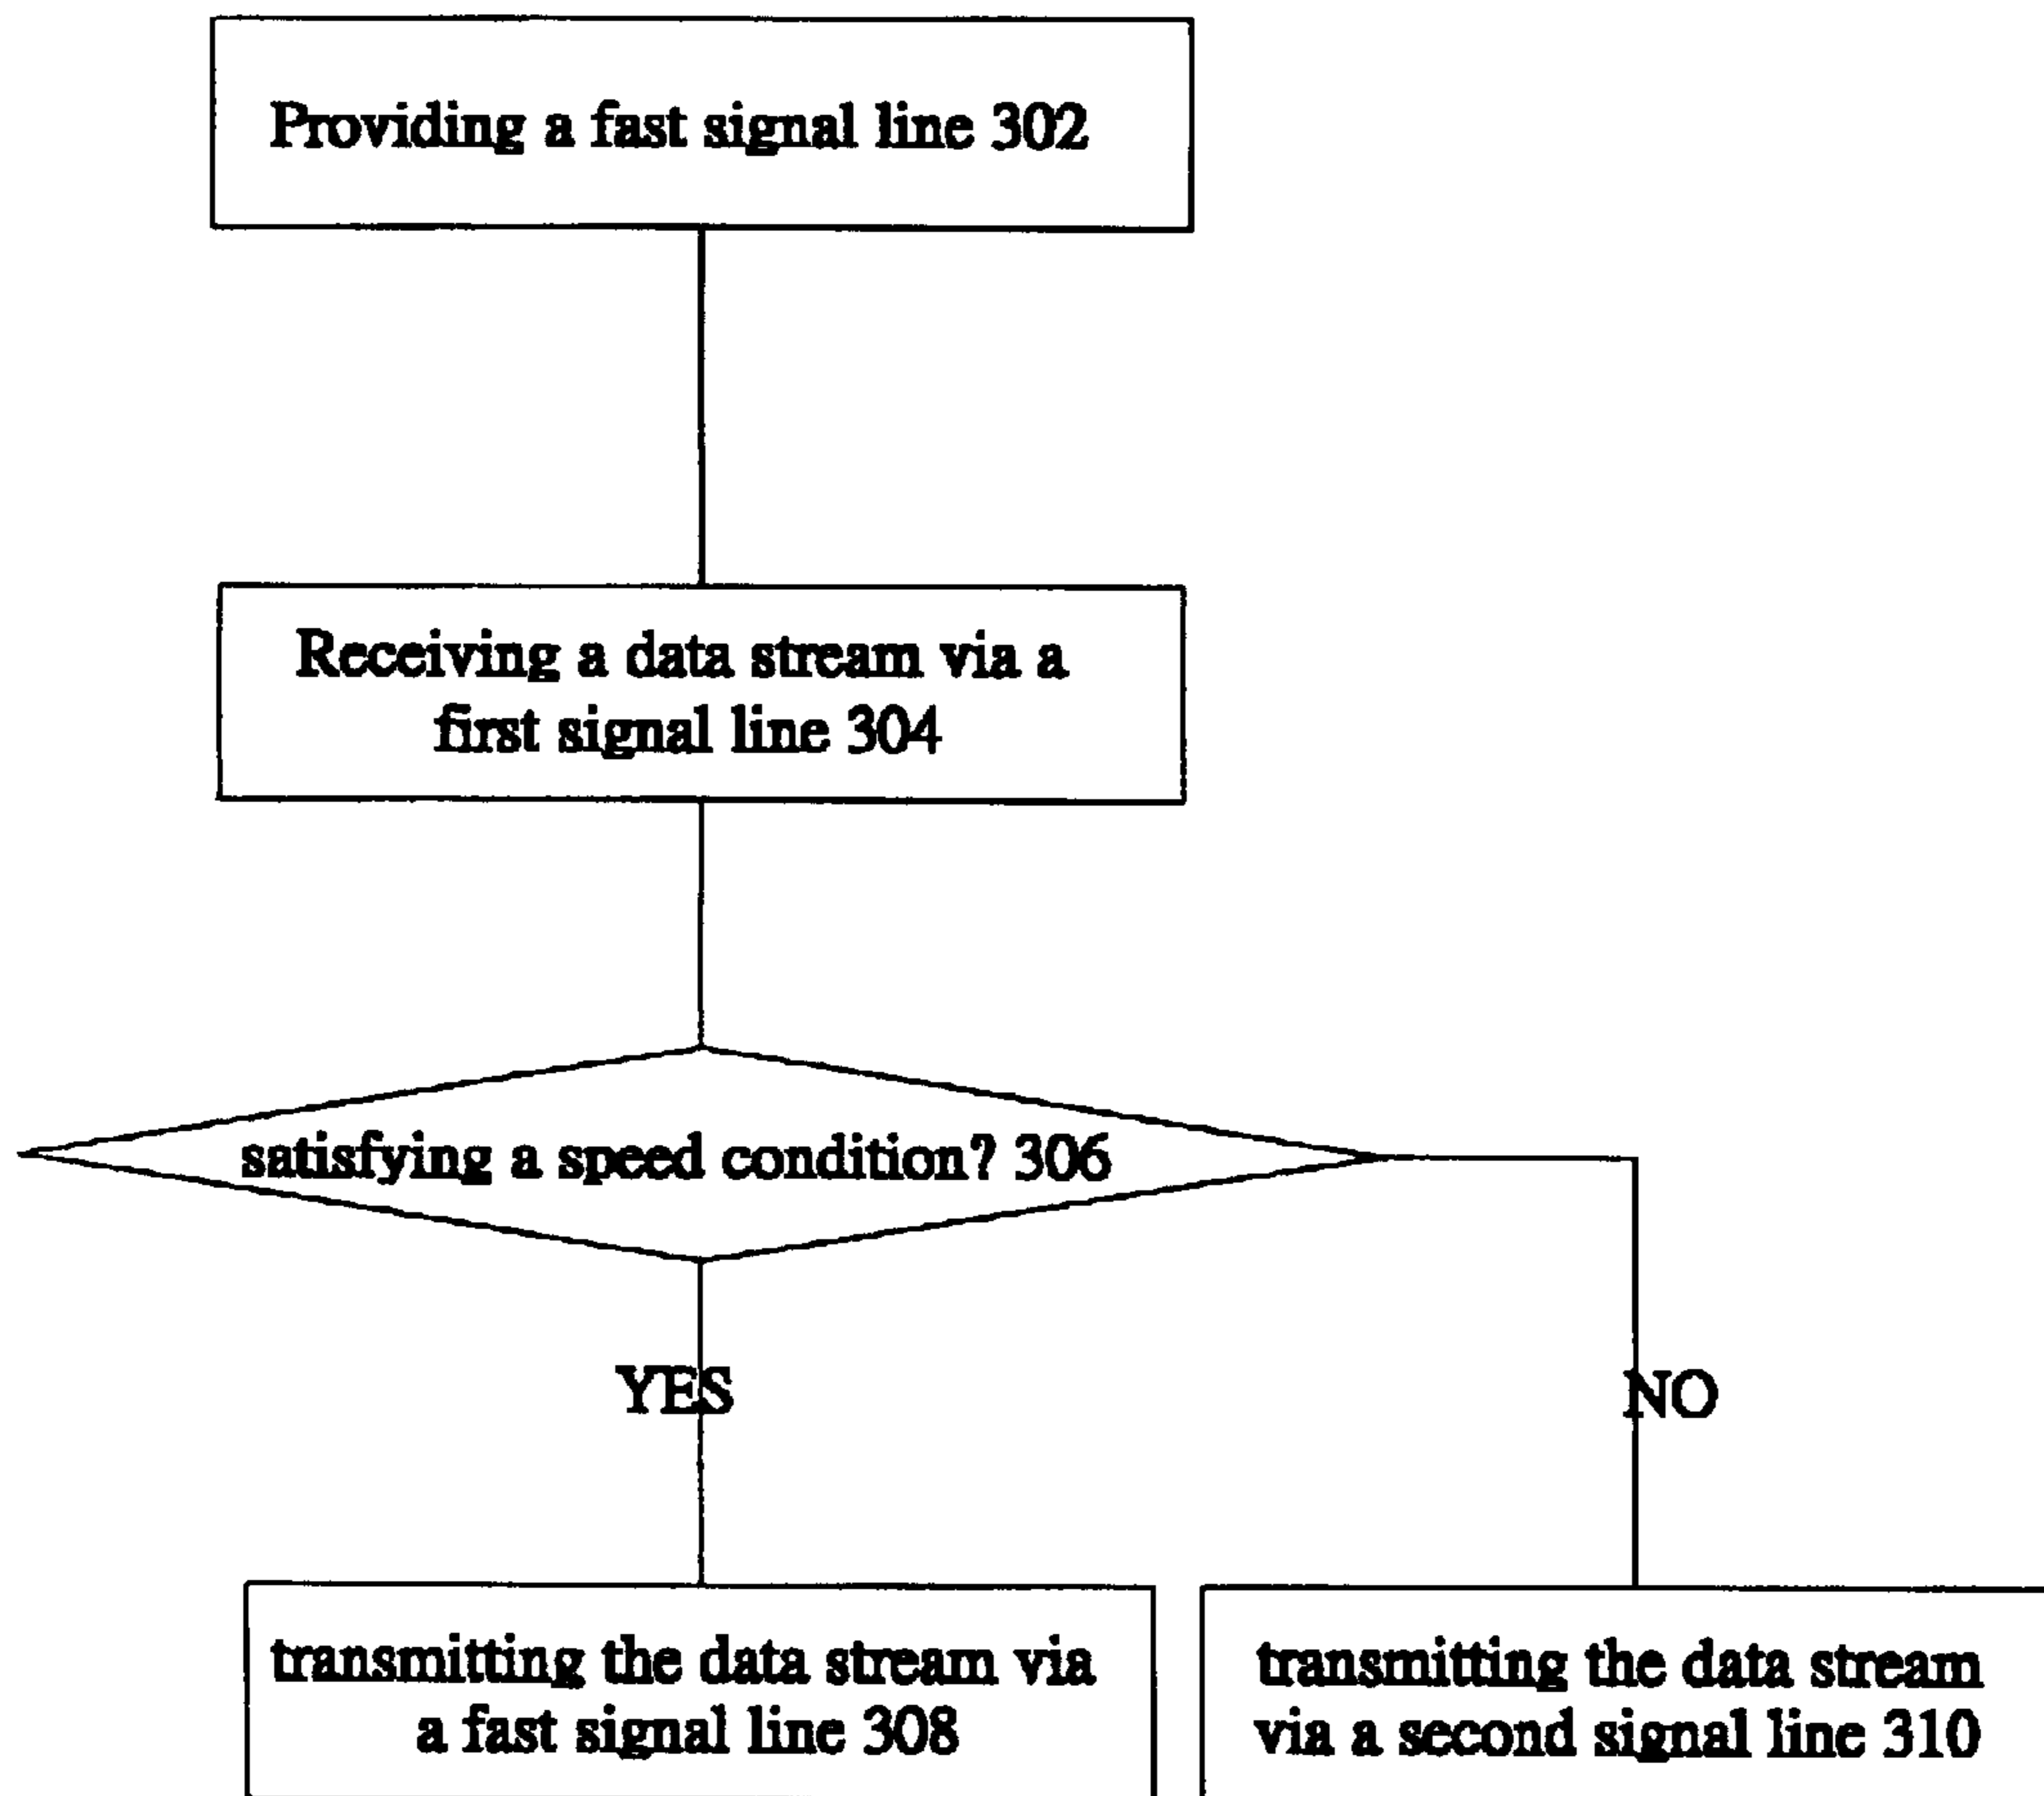 Providing a fast signal line 302
Receiving a data stream via a
first signal line 304
satisfying a speed condition? 306
YES
NO
transmitting the data stream via
a fast signal line 308
transmitting the data stream
via a second signal line 310